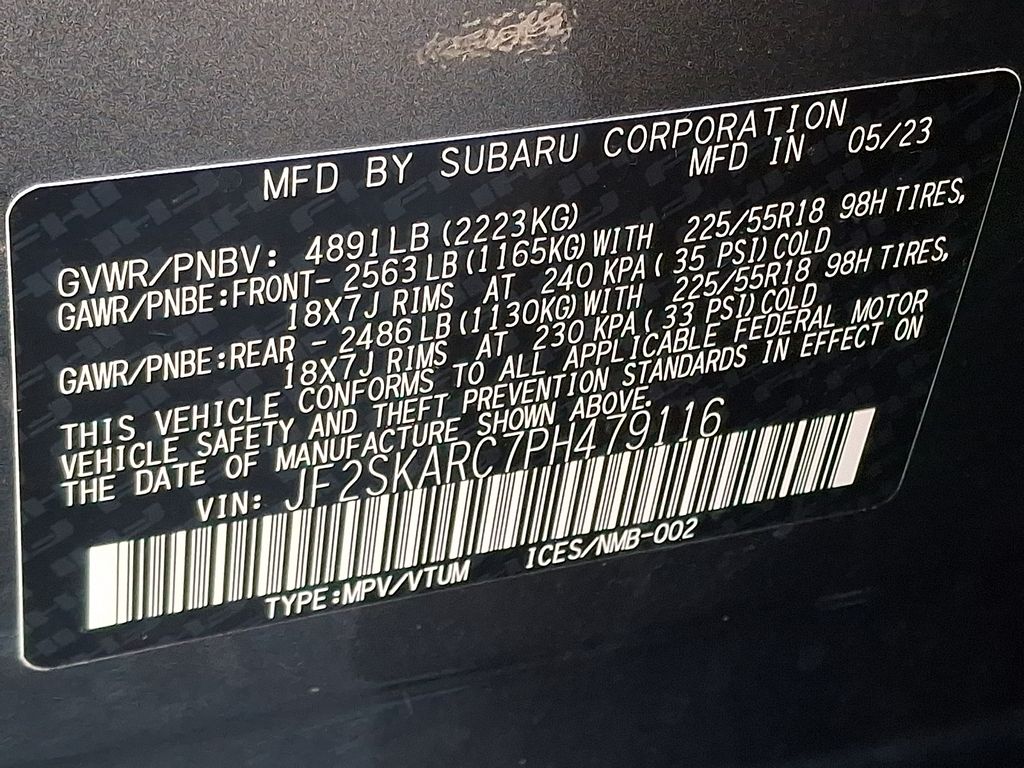 MFD BY SUBARU CORPORATION
MFD IN 05/23
GVWR/PNBV: 4891LB (2223KG)
GAWR/PNBE:FRONT- 2563 LB (1165KG) WITH 225/55R18 98H TIRES,
18X7J RIMS AT 240 KPA ( 35 PSI) COLD
GAWR/PNBE:REAR - 2486 LB (1130KG) WITH 225/55R18 98H TIRES,
18X7J RIMS AT 230 KPA ( 33 PSI) COLD
THIS VEHICLE CONFORMS TO ALL APPLICABLE FEDERAL MOTOR
VEHICLE SAFETY AND THEFT PREVENTION STANDARDS IN EFFECT ON
THE DATE OF MANUFACTURE SHOWN ABOVE.
VIN: JF2SKARC7PH479116
TYPE:MPV/VTUM ICES/NMB-002